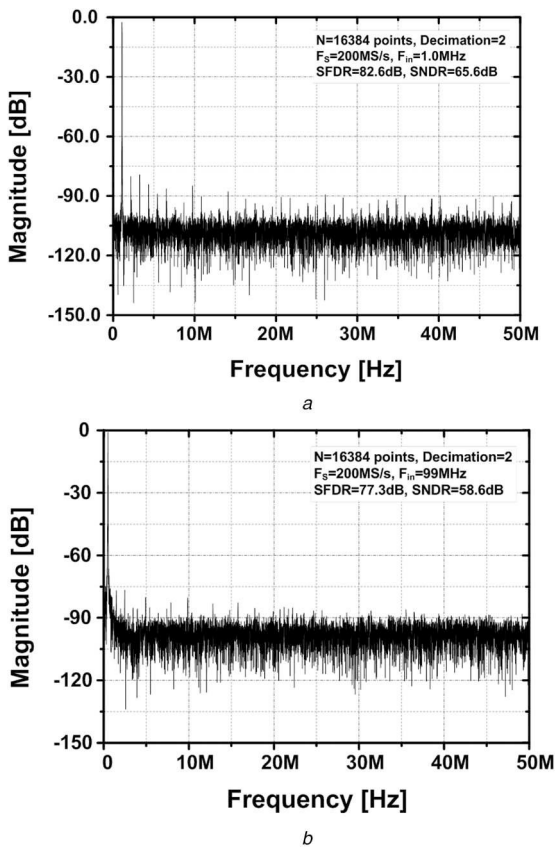 0.0
-30.0
-60.0
-90.0
-120.0
-150.0
Magnitude [dB]
N=16384 points, Decimation=2
FS=200MS/s, Fin=1.0MHz
SFDR=82.6dB, SNDR=65.6dB
0 10M 20M 30M 40M 50M
Frequency [Hz]
a
0
-30
-60
-90
-120
-150
Magnitude [dB]
N=16384 points, Decimation=2
FS=200MS/s, Fin=99MHz
SFDR=77.3dB, SNDR=58.6dB
0 10M 20M 30M 40M 50M
Frequency [Hz]
b